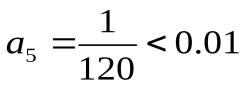 a₅ = 1/120 < 0.01